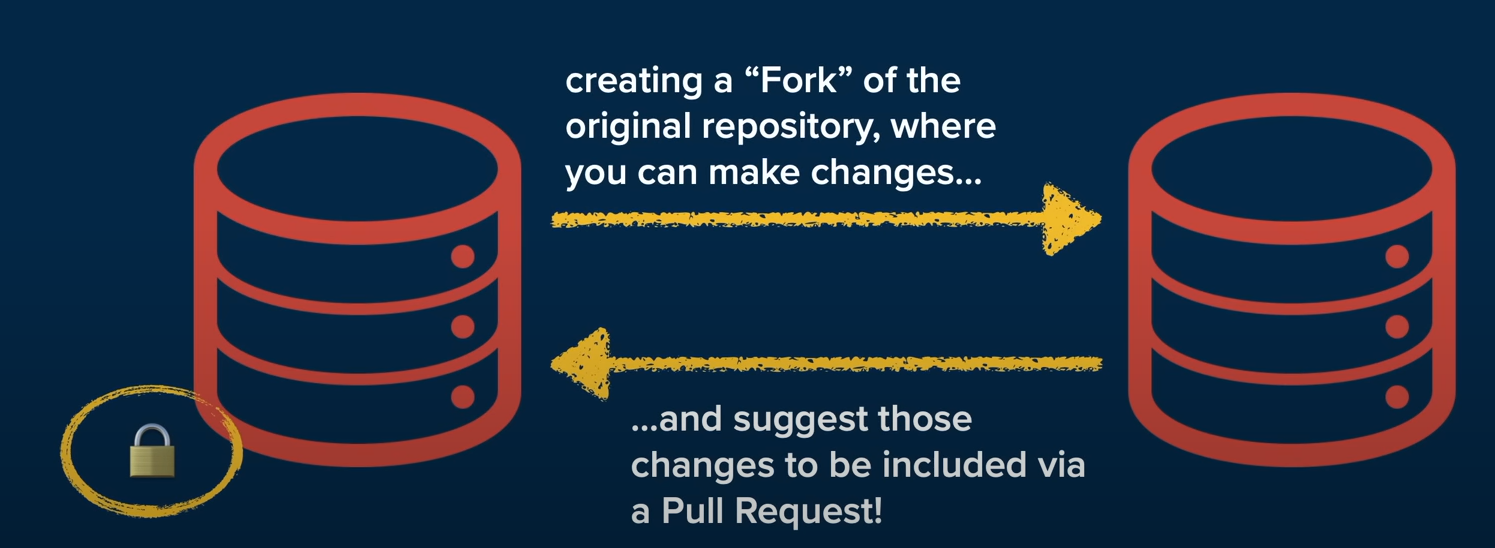 creating a “Fork” of the
original repository, where
you can make changes...
...and suggest those
changes to be included via
a Pull Request!